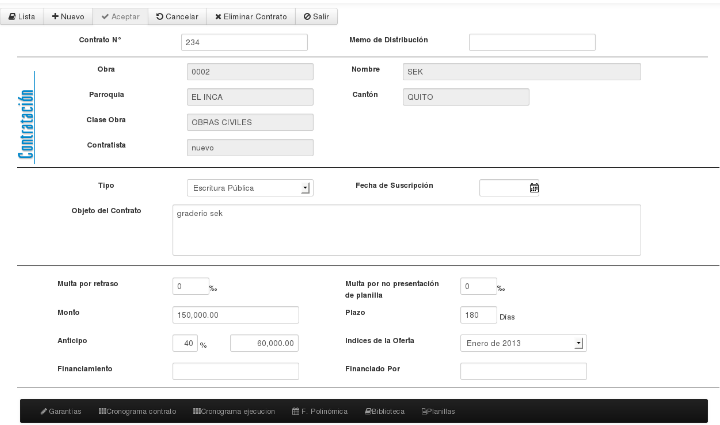 Lista Nuevo Aceptar Cancelar Eliminar Contrato Salir
Contrato N° 234 Memo de Distribución
Contratación
Obra 0002 Nombre SEK
Parroquia EL INCA Cantón QUITO
Clase Obra OBRAS CIVILES
Contratista nuevo
Tipo Escritura Pública Fecha de Suscripción
Objeto del Contrato graderio sek
Multa por retraso 0 ‰ Multa por no presentación 0 ‰
de planilla
Monto 150,000.00 Plazo 180 Días
Anticipo 40 % 60,000.00 Indices de la Oferta Enero de 2013
Financiamiento Financiado Por
Garantías Cronograma contrato Cronograma ejecucion F. Polinómica Biblioteca Planillas